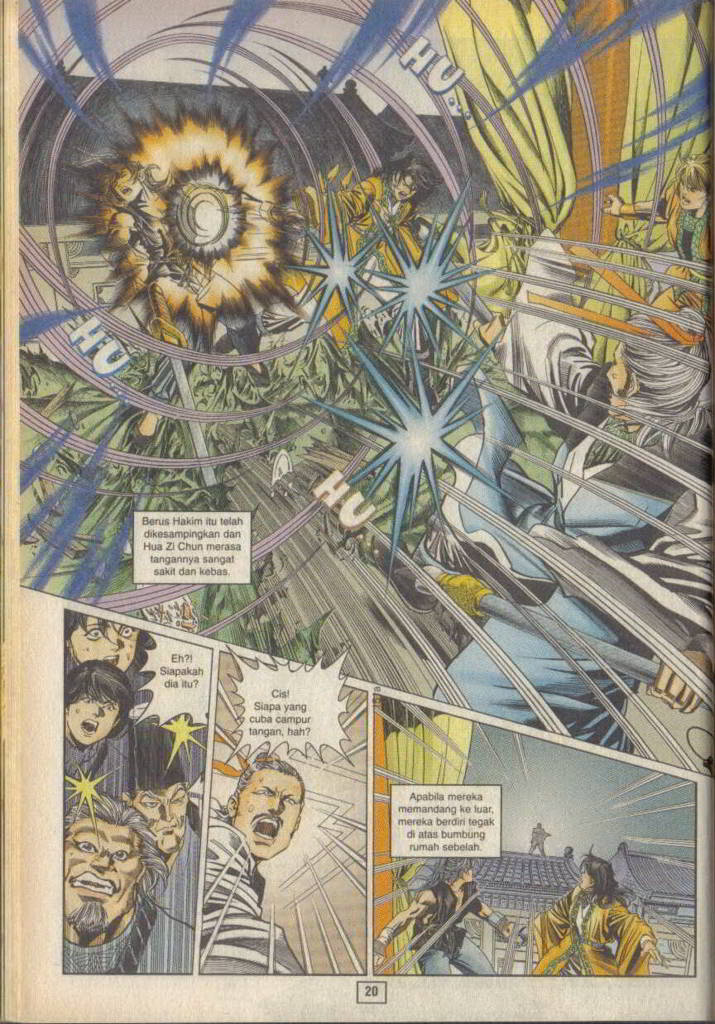 HU...
HU
HU
Berus Hakim itu telah
dikesampingkan dan
Hua Zi Chun merasa
tangannya sangat
sakit dan kebas.
Eh?!
Siapakah
dia itu?
Cis!
Siapa yang
cuba campur
tangan, hah?
Apabila mereka
memandang ke luar,
mereka berdiri tegak
di atas bumbung
rumah sebelah.
20